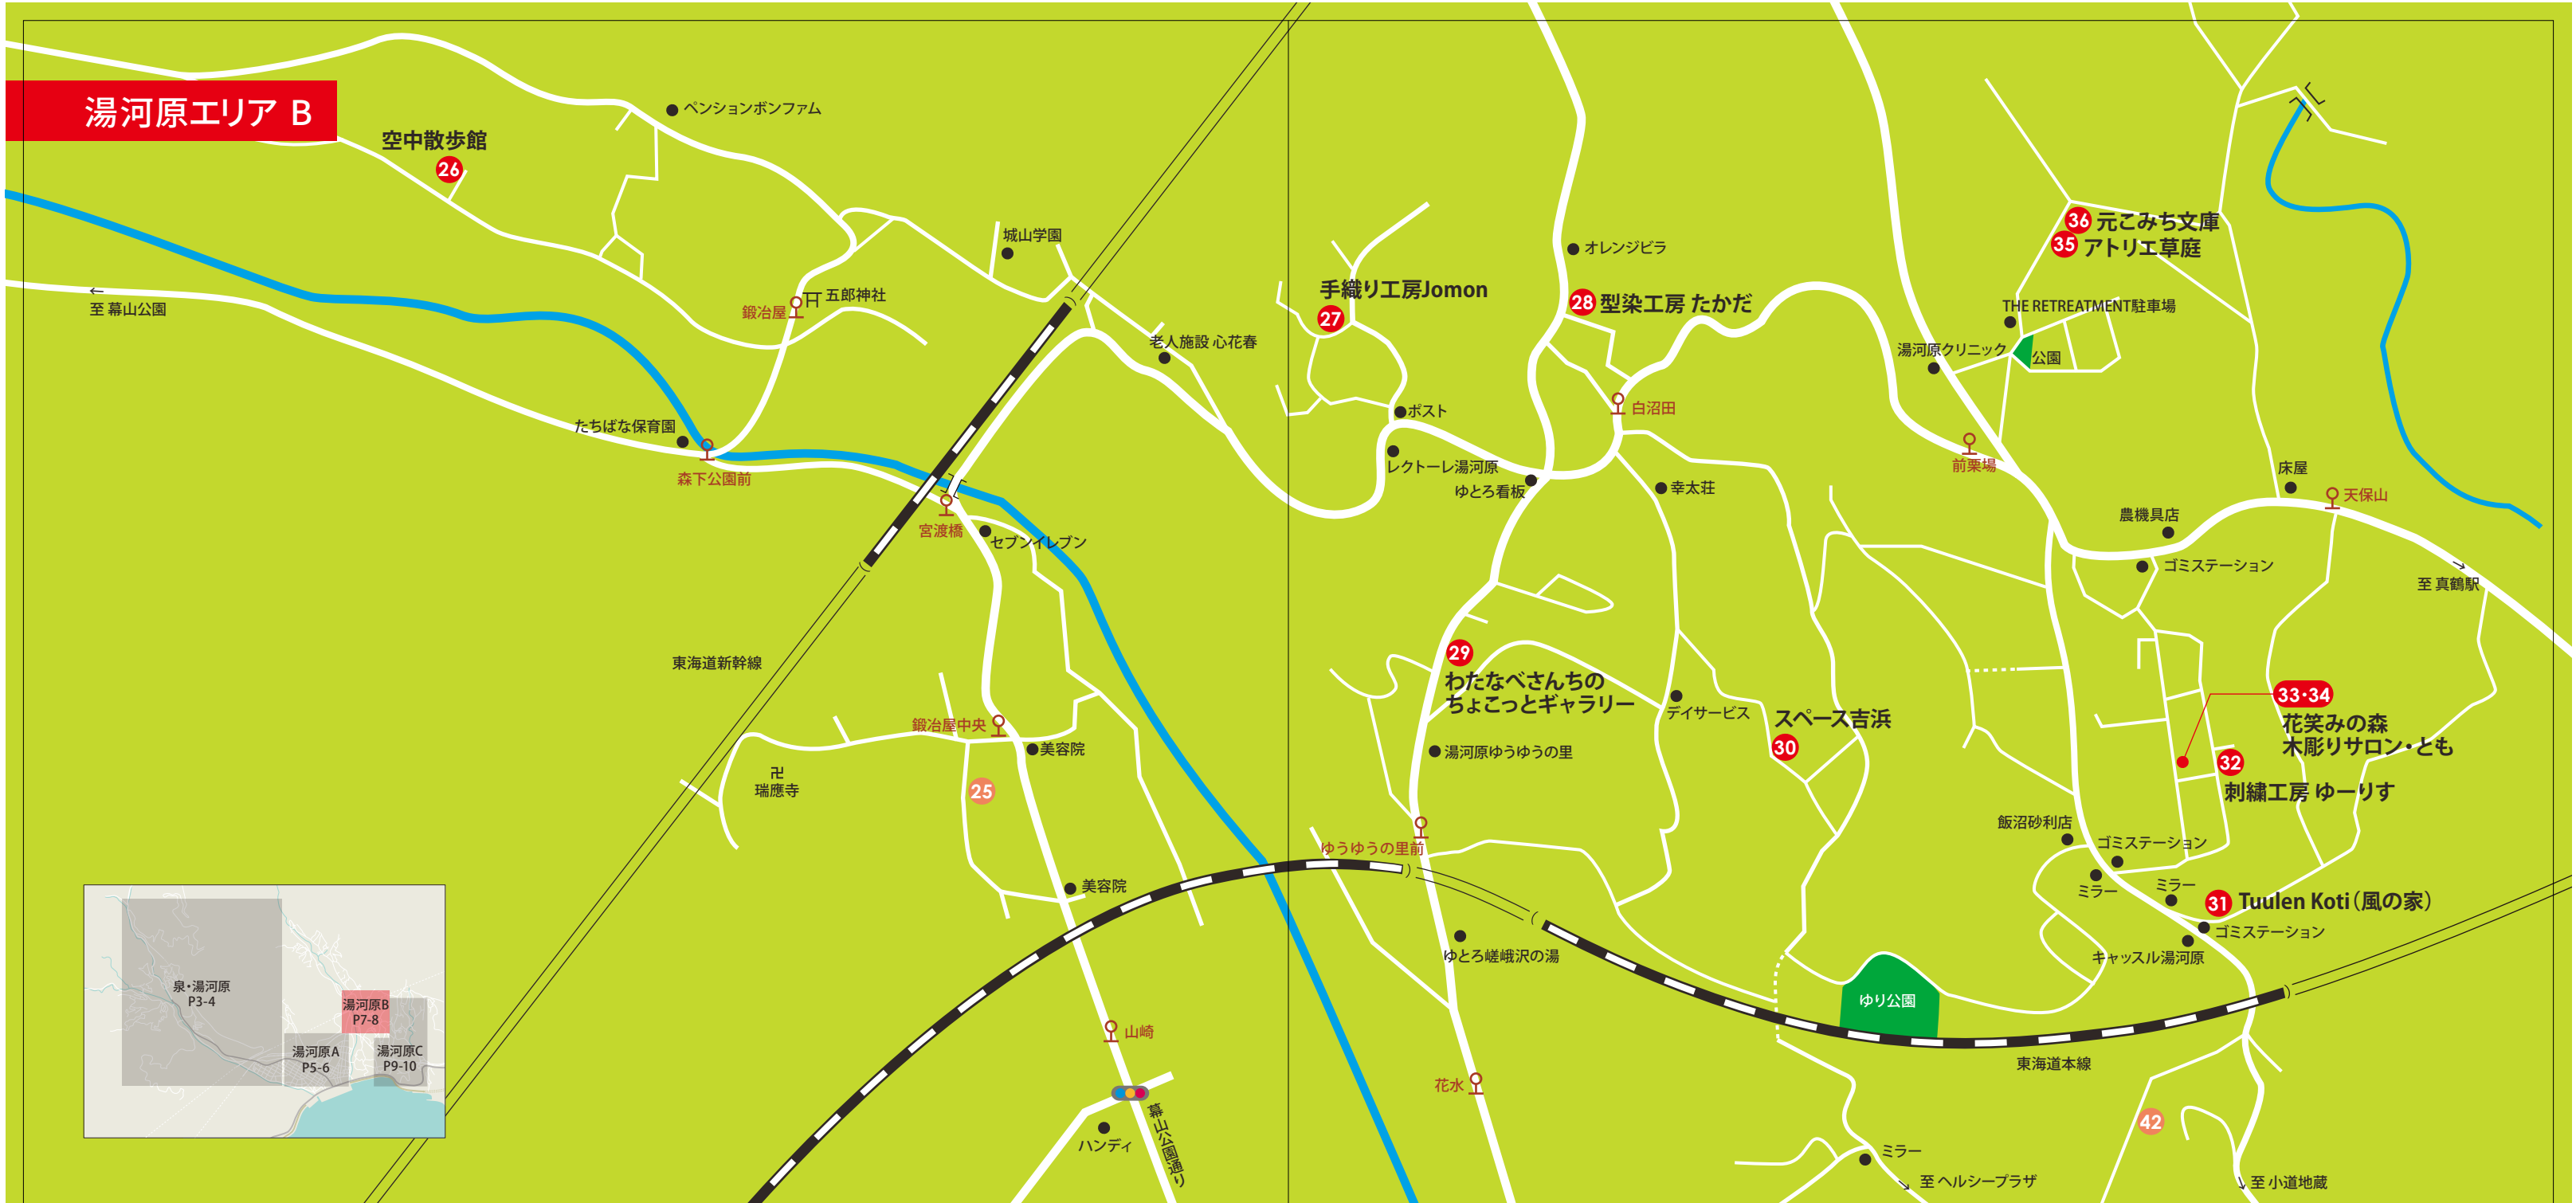 湯河原エリア B
空中散歩館
26
ペンションボンファム
城山学園
← 至 幕山公園
鍛冶屋
五郎神社
老人施設 心花春
たちばな保育園
森下公園前
宮渡橋
セブンイレブン
東海道新幹線
鍛冶屋中央
美容院
卍
瑞應寺
25
美容院
山崎
ハンディ
幕山公園通り
泉・湯河原
P3-4
湯河原B
P7-8
湯河原A
P5-6
湯河原C
P9-10
手織り工房Jomon
27
オレンジビラ
28 型染工房 たかだ
ポスト
レクトーレ湯河原
ゆとろ看板
白沼田
幸太荘
29
わたなべさんちの
ちょこっとギャラリー
湯河原ゆうゆうの里
デイサービス
スペース吉浜
30
ゆうゆうの里前
ゆとろ嵯峨沢の湯
花水
36 元こみち文庫
35 アトリエ草庭
THE RETREATMENT駐車場
湯河原クリニック
公園
前栗場
床屋
天保山
農機具店
ゴミステーション
→
至 真鶴駅
33・34
花笑みの森
木彫りサロン・とも
32
刺繍工房 ゆーりす
飯沼砂利店
ゴミステーション
ミラー
ミラー
31 Tuulen Koti（風の家）
ゴミステーション
キャッスル湯河原
ゆり公園
東海道本線
42
ミラー
→ 至 ヘルシープラザ
→ 至 小道地蔵